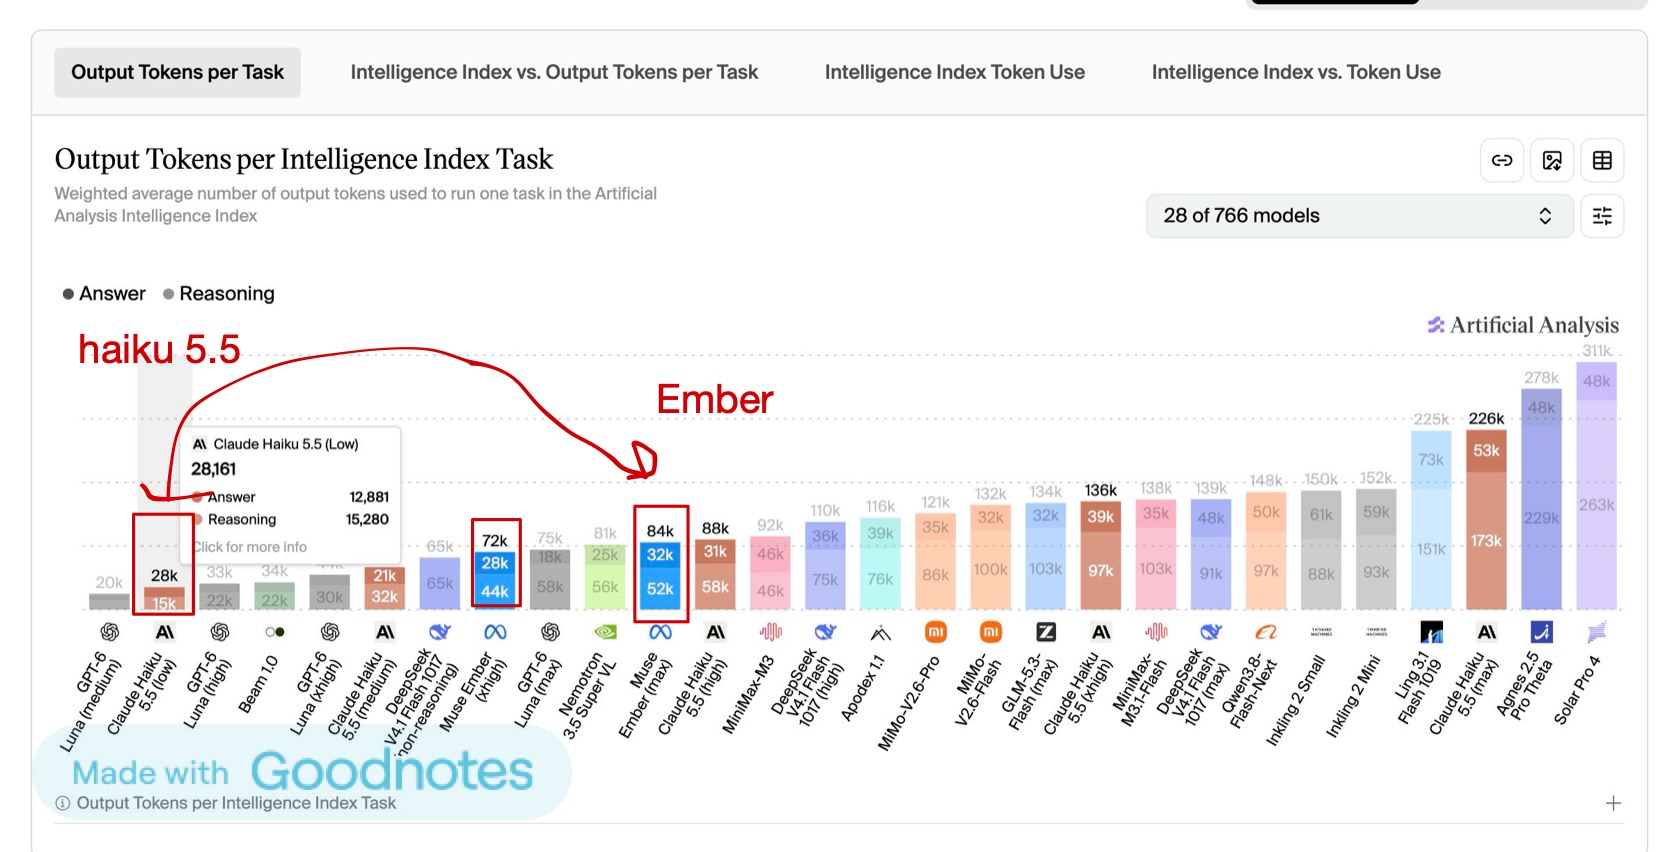 Output Tokens per Task
Intelligence Index vs. Output Tokens per Task
Intelligence Index Token Use
Intelligence Index vs. Token Use
Output Tokens per Intelligence Index Task
Weighted average number of output tokens used to run one task in the Artificial
Analysis Intelligence Index
28 of 766 models
Answer
Reasoning
Artificial Analysis
haiku 5.5
Ember
Claude Haiku 5.5 (Low)
28,161
Answer 12,881
Reasoning 15,280
Click for more info
20k
28k
15k
33k
22k
34k
22k
30k
21k
32k
65k
65k
72k
28k
44k
75k
18k
58k
81k
25k
56k
84k
32k
52k
88k
31k
58k
92k
46k
46k
110k
36k
75k
116k
39k
76k
121k
35k
86k
132k
32k
100k
134k
32k
103k
136k
39k
97k
138k
35k
103k
139k
48k
91k
148k
50k
97k
150k
61k
88k
152k
59k
93k
225k
73k
151k
226k
53k
173k
278k
48k
229k
311k
48k
263k
GPT-6
Luna (medium)
Claude Haiku
5.5 (low)
GPT-6
Luna (high)
Beam 1.0
GPT-6
Luna (xhigh)
Claude Haiku
5.5 (medium)
DeepSeek
V4.1 Flash 1017
(non-reasoning)
Muse Ember
(xhigh)
GPT-6
Luna (max)
Nemotron
3.5 Super VL
Muse
Ember (max)
Claude Haiku
5.5 (high)
MiniMax-M3
DeepSeek
V4.1 Flash
1017 (high)
Apodex 1.1
MiMo-V2.6-Pro
MiMo-
V2.6-Flash
GLM-5.3-
Flash (max)
Claude Haiku
5.5 (xhigh)
MiniMax-
M3.1-Flash
DeepSeek
V4.1 Flash
1017 (max)
Qwen3.8-
Flash-Next
Inkling 2 Small
Inkling 2 Mini
Ling 3.1
Flash 1019
Claude Haiku
5.5 (max)
Agnes 2.5
Pro Theta
Solar Pro 4
Made with Goodnotes
Output Tokens per Intelligence Index Task